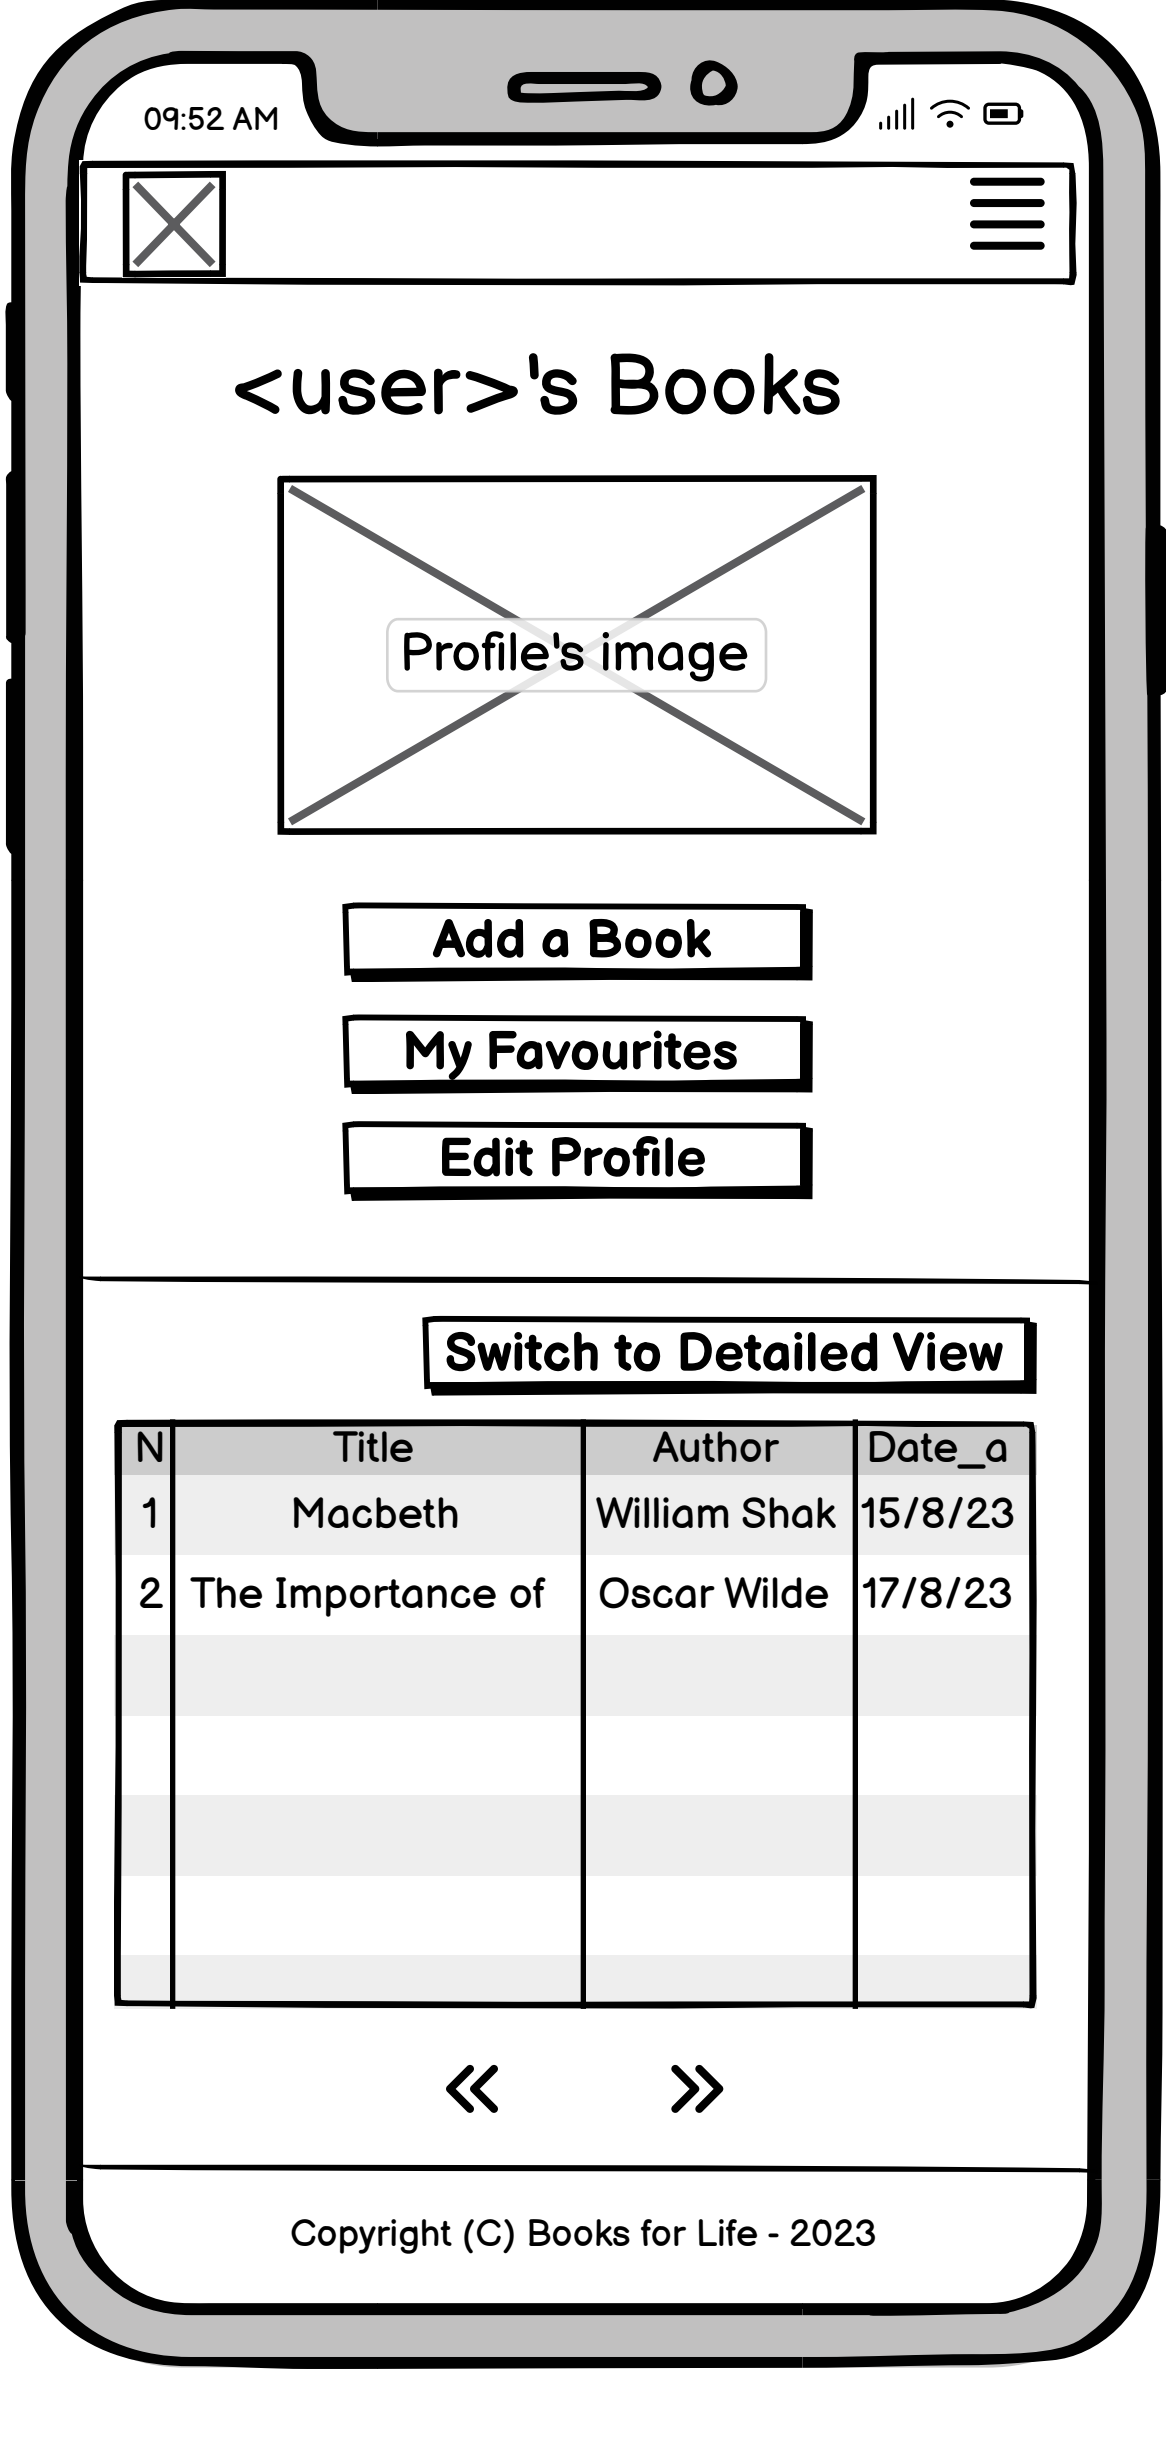 09:52 AM
<user>'s Books
Profile's image
Add a Book
My Favourites
Edit Profile
Switch to Detailed View
N Title Author Date_a
1 Macbeth William Shak 15/8/23
2 The Importance of Oscar Wilde 17/8/23
Copyright (C) Books for Life - 2023